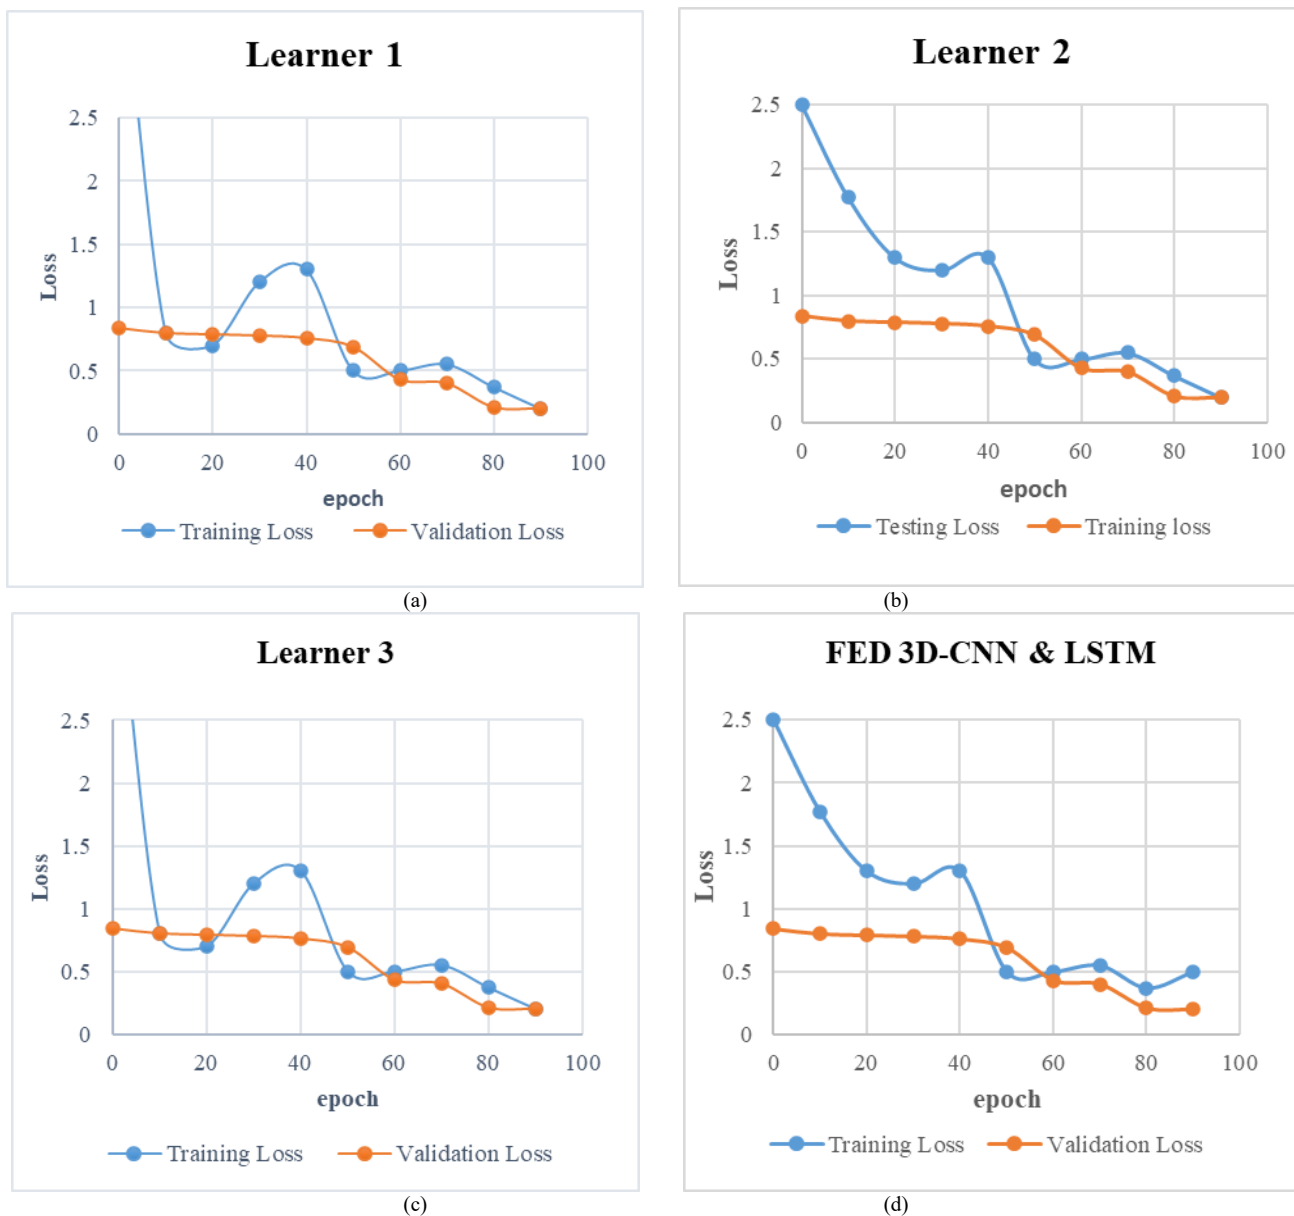 Learner 1
2.5
2
1.5
1
0.5
0
Loss
0 20 40 60 80 100
epoch
Training Loss Validation Loss
(a)
Learner 2
2.5
2
1.5
1
0.5
0
Loss
0 20 40 60 80 100
epoch
Testing Loss Training loss
(b)
Learner 3
2.5
2
1.5
1
0.5
0
Loss
0 20 40 60 80 100
epoch
Training Loss Validation Loss
(c)
FED 3D-CNN & LSTM
2.5
2
1.5
1
0.5
0
Loss
0 20 40 60 80 100
epoch
Training Loss Validation Loss
(d)